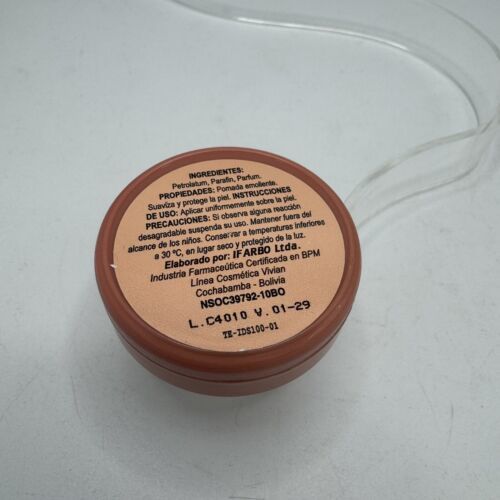 INGREDIENTES:
Petrolatum, Parafin, Parfum.
PROPIEDADES: Pomada emoliente.
Suaviza y protege la piel. INSTRUCCIONES
DE USO: Aplicar uniformemente sobre la piel.
PRECAUCIONES: Si observa alguna reacción
desagradable suspenda su uso. Mantener fuera del
alcance de los niños. Conservar a temperaturas inferiores
a 30 ºC, en lugar seco y protegido de la luz.
Elaborado por: IFARBO Ltda.
Industria Farmaceútica Certificada en BPM
Línea Cosmética Vivian
Cochabamba - Bolivia
NSOC39792-10BO
L.C4010 V.01-29
TE-IDS100-01